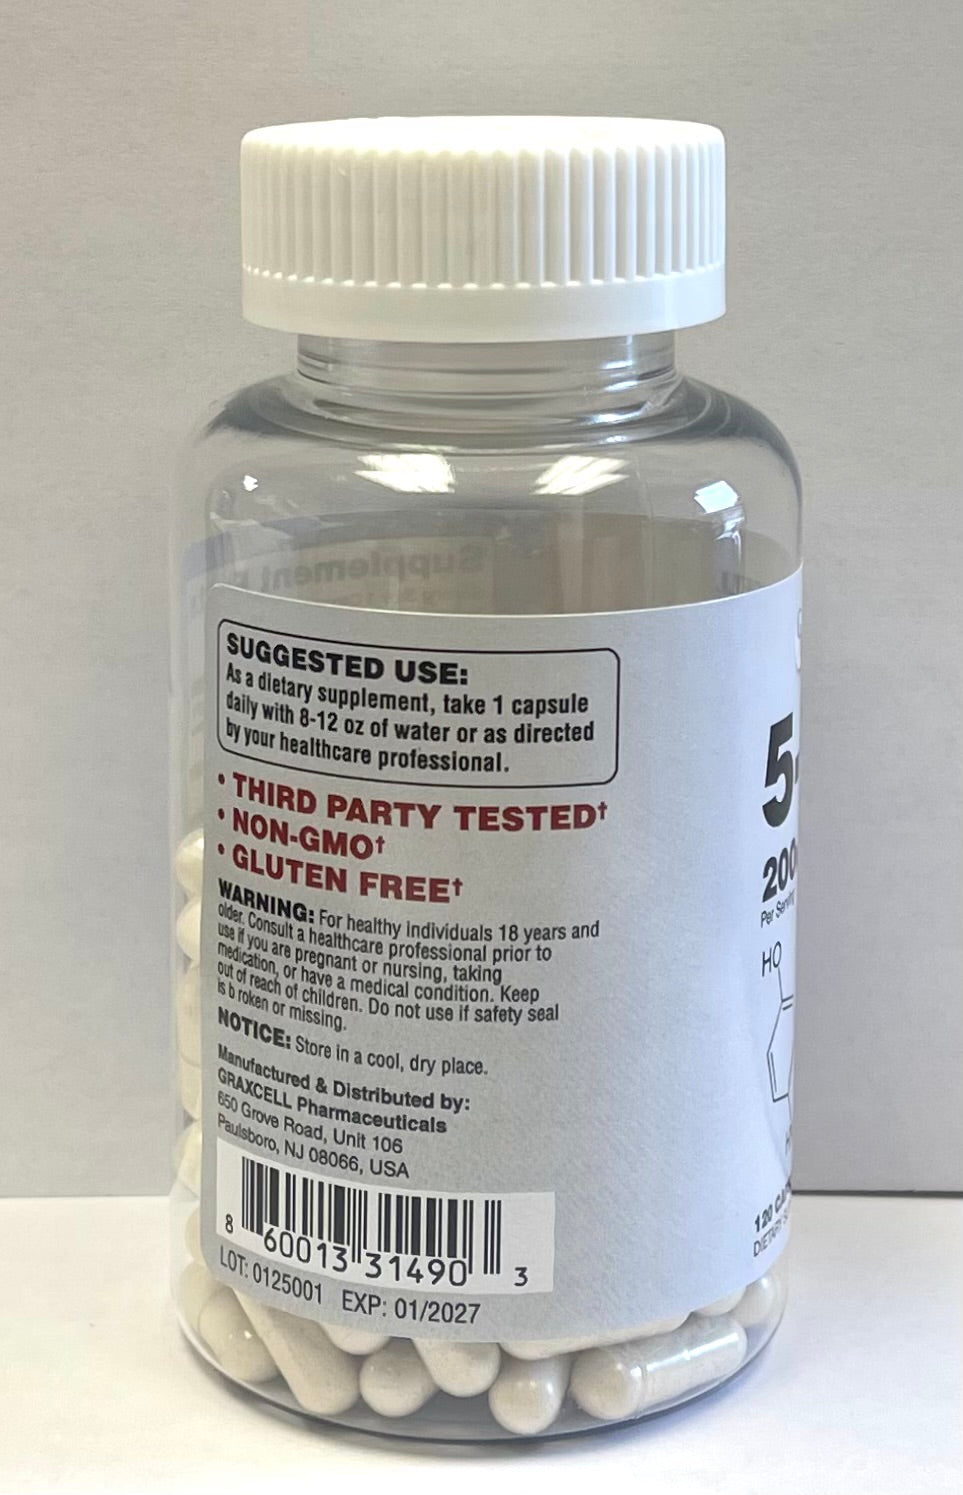 SUGGESTED USE:
As a dietary supplement, take 1 capsule
daily with 8-12 oz of water or as directed
by your healthcare professional.
• THIRD PARTY TESTED†
• NON-GMO†
• GLUTEN FREE†
WARNING: For healthy individuals 18 years and
older. Consult a healthcare professional prior to
use if you are pregnant or nursing, taking
medication, or have a medical condition. Keep
out of reach of children. Do not use if safety seal
is b roken or missing.
NOTICE: Store in a cool, dry place.
Manufactured & Distributed by:
GRAXCELL Pharmaceuticals
650 Grove Road, Unit 106
Paulsboro, NJ 08066, USA
8 60013 31490 3
LOT: 0125001 EXP: 01/2027
Supplement
5-
200
Per Serving
HO
120
DIETARY